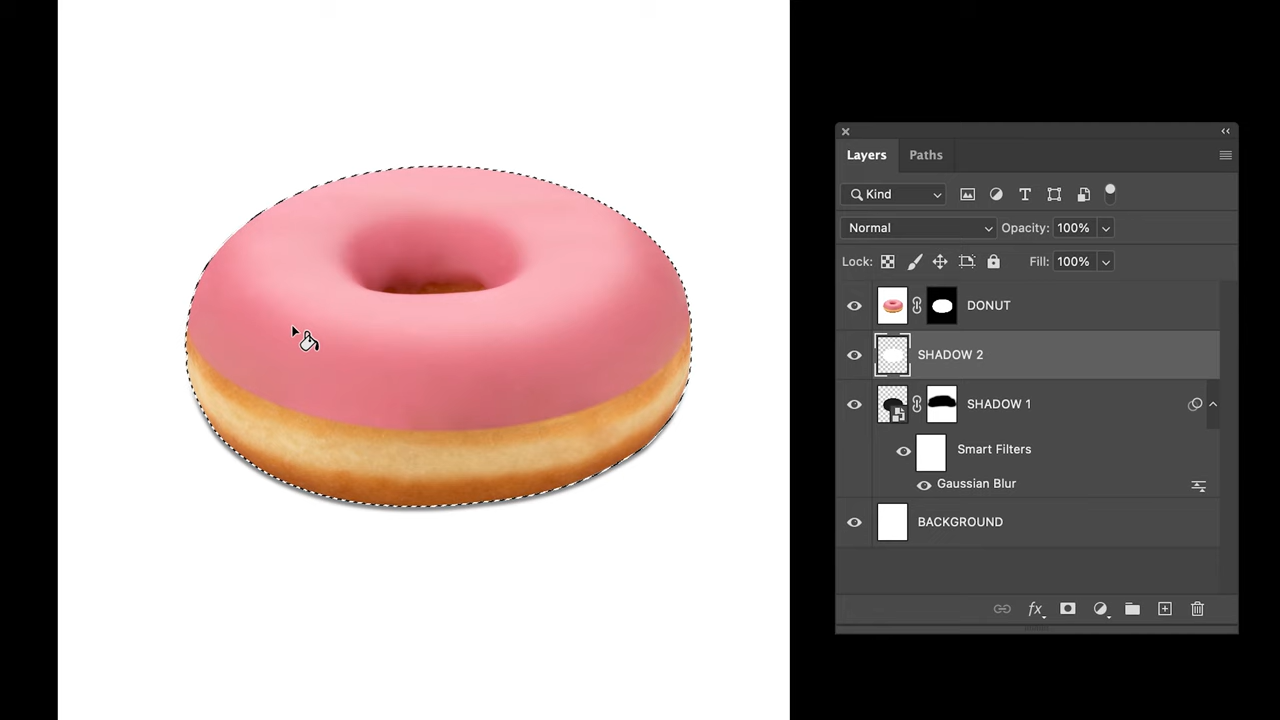 Layers Paths
Kind
Normal Opacity: 100%
Lock: Fill: 100%
DONUT
SHADOW 2
SHADOW 1
Smart Filters
Gaussian Blur
BACKGROUND
fx